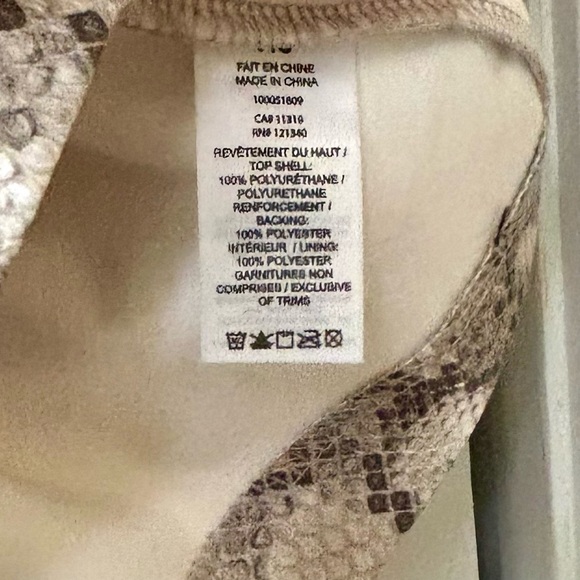 FAIT EN CHINE
MADE IN CHINA
100051609
CA# 11316
RN# 121340
REVÊTEMENT DU HAUT /
TOP SHELL:
100% POLYURÉTHANE /
POLYURETHANE
RENFORCEMENT /
BACKING:
100% POLYESTER
INTÉRIEUR / LINING:
100% POLYESTER
GARNITURES NON
COMPRISES / EXCLUSIVE
OF TRIMS